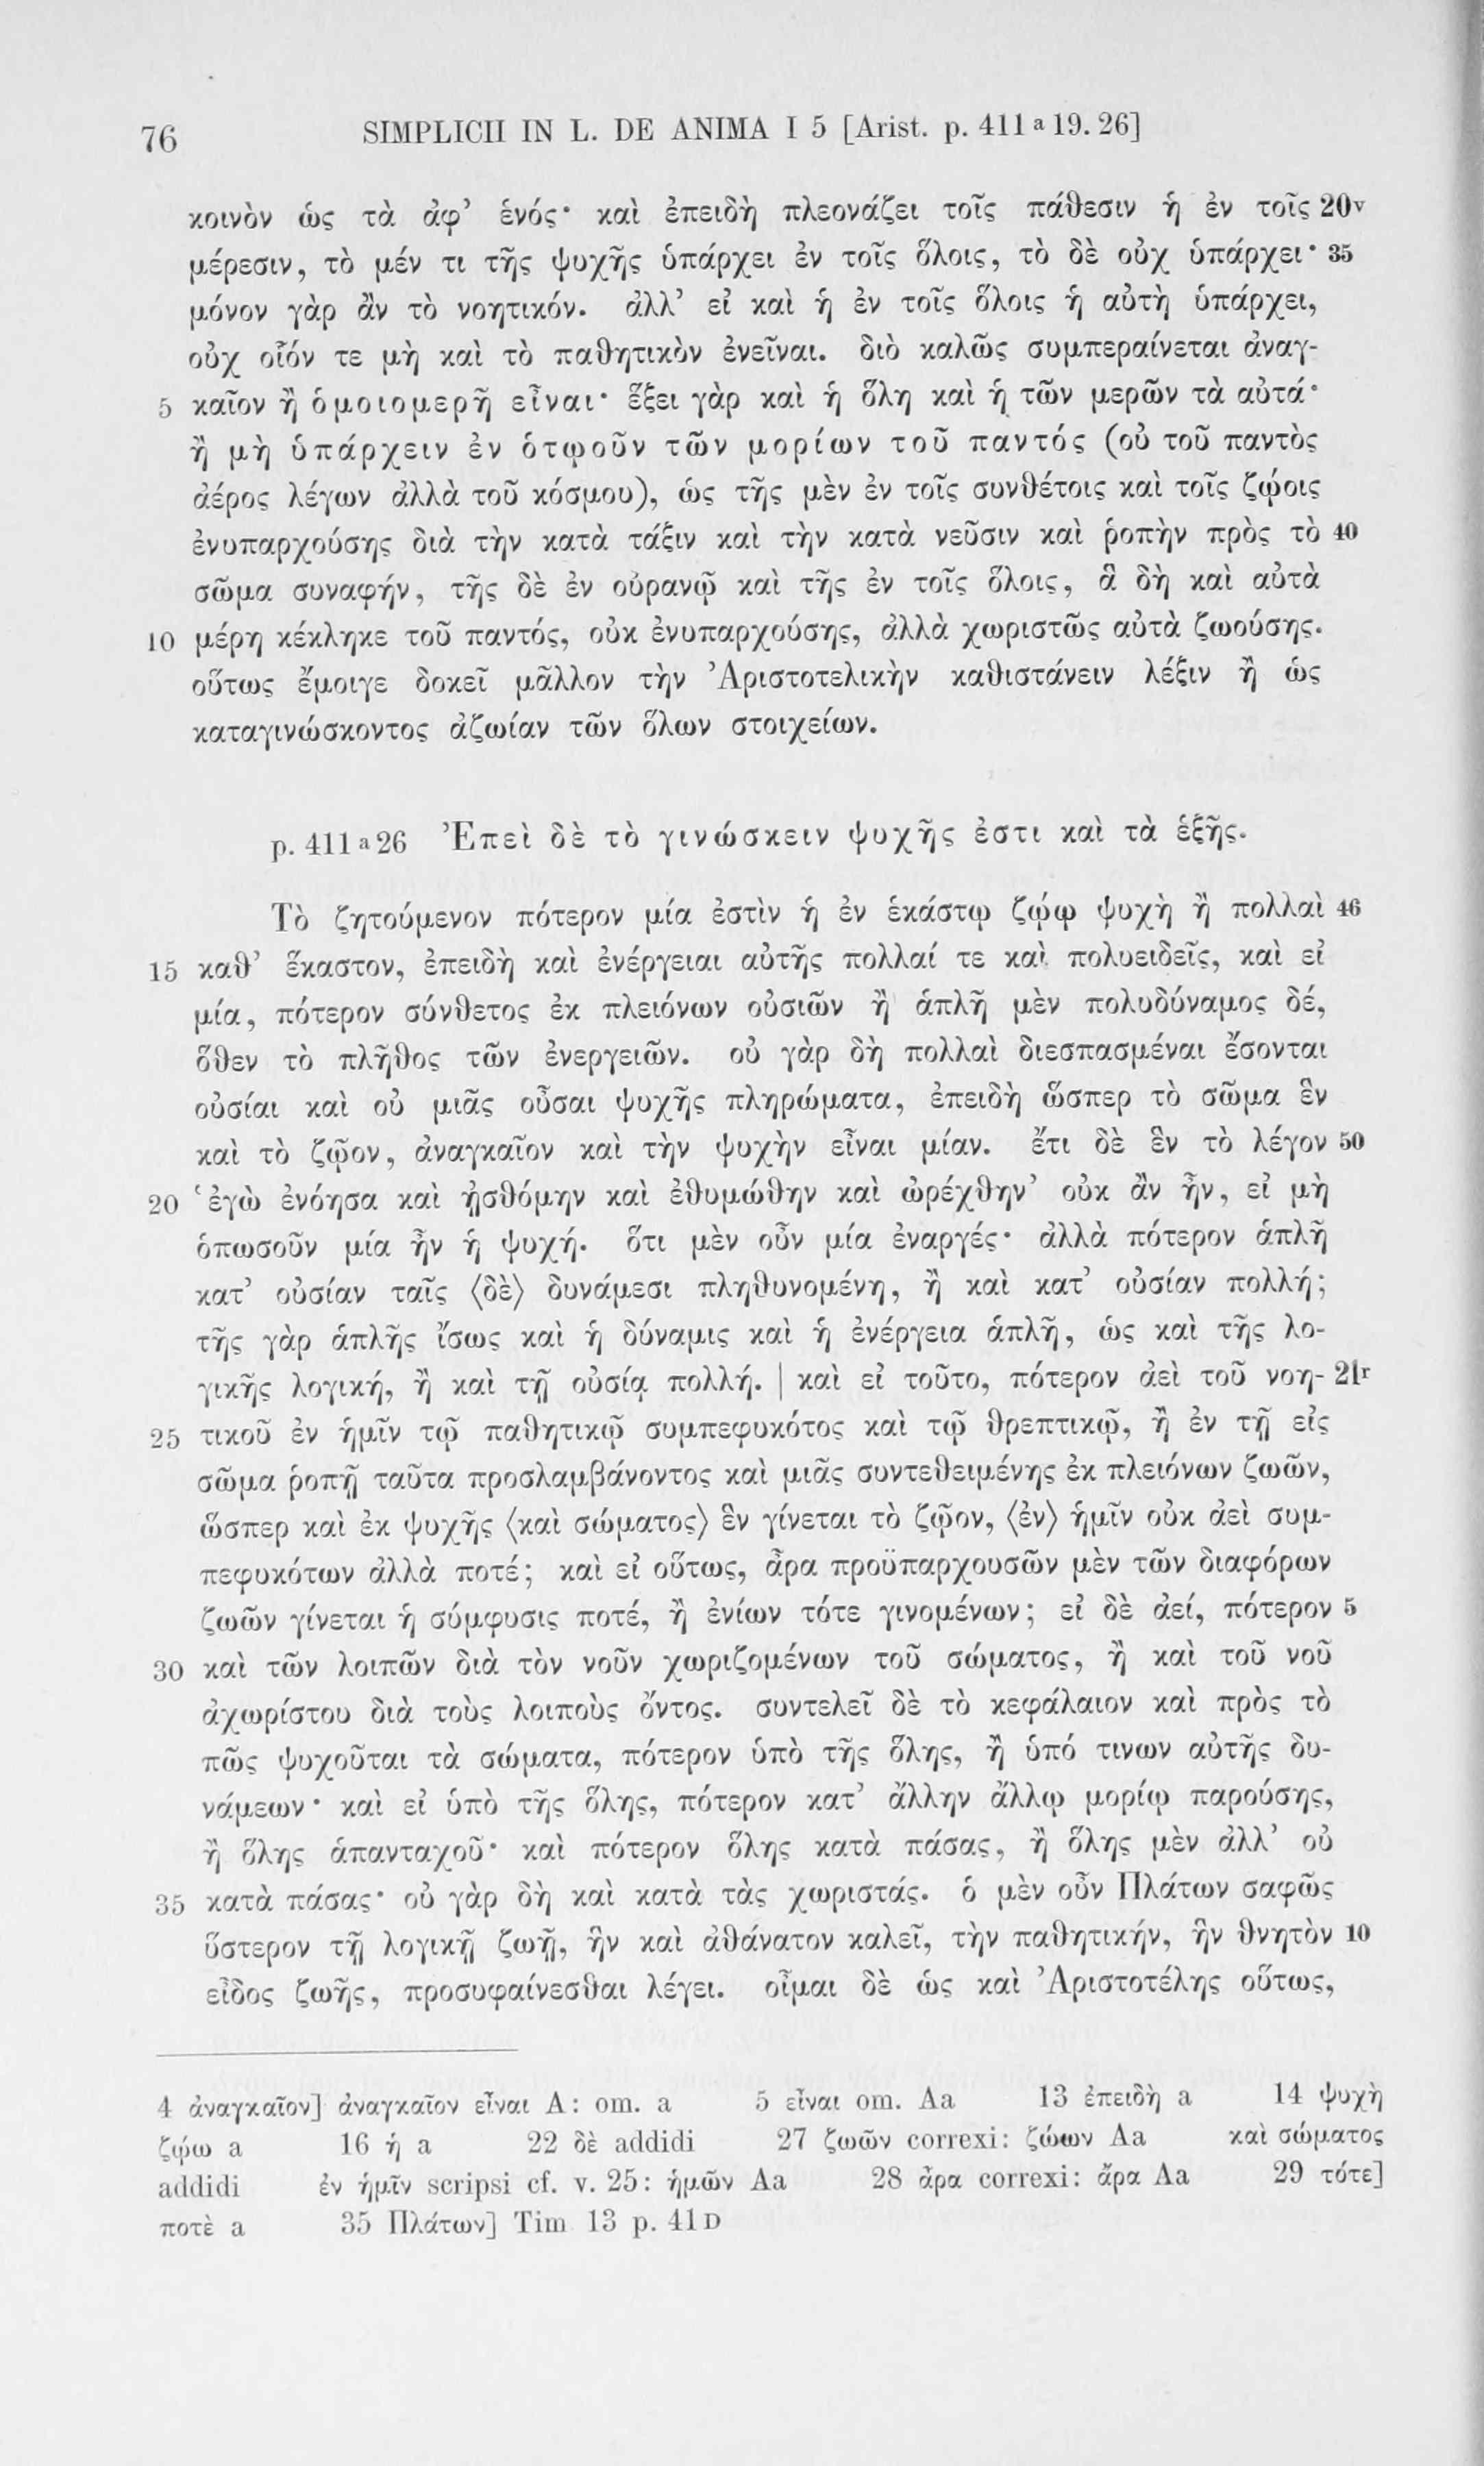 76 SIMPLICII IN L. DE ANIMA I 5 [Arist. p. 411 a 19. 26]
κοινὸν ὡς τὰ ἀφ’ ἑνός· καὶ ἐπειδὴ πλεονάζει τοῖς πάθεσιν ἡ ἐν τοῖς 20v
μέρεσιν, τὸ μέν τι τῆς ψυχῆς ὑπάρχει ἐν τοῖς ὅλοις, τὸ δὲ οὐχ ὑπάρχει· 35
μόνον γὰρ ἂν τὸ νοητικόν. ἀλλ’ εἰ καὶ ἡ ἐν τοῖς ὅλοις ἡ αὐτὴ ὑπάρχει,
οὐχ οἷόν τε μὴ καὶ τὸ παθητικὸν ἐνεῖναι. διὸ καλῶς συμπεραίνεται ἀναγ-
5 καῖον ἢ ὁμοιομερῆ εἶναι· ἕξει γὰρ καὶ ἡ ὅλη καὶ ἡ τῶν μερῶν τὰ αὐτά·
ἢ μὴ ὑπάρχειν ἐν ὁτῳοῦν τῶν μορίων τοῦ παντός (οὐ τοῦ παντὸς
ἀέρος λέγων ἀλλὰ τοῦ κόσμου), ὡς τῆς μὲν ἐν τοῖς συνθέτοις καὶ τοῖς ζῴοις
ἐνυπαρχούσης διὰ τὴν κατὰ τάξιν καὶ τὴν κατὰ νεῦσιν καὶ ῥοπὴν πρὸς τὸ 40
σῶμα συναφήν, τῆς δὲ ἐν οὐρανῷ καὶ τῆς ἐν τοῖς ὅλοις, ἃ δὴ καὶ αὐτὰ
10 μέρη κέκληκε τοῦ παντός, οὐκ ἐνυπαρχούσης, ἀλλὰ χωριστῶς αὐτὰ ζωούσης.
οὕτως ἔμοιγε δοκεῖ μᾶλλον τὴν Ἀριστοτελικὴν καθιστάνειν λέξιν ἢ ὡς
καταγινώσκοντος ἀζωίαν τῶν ὅλων στοιχείων.
p. 411 a 26 Ἐπεὶ δὲ τὸ γινώσκειν ψυχῆς ἐστι καὶ τὰ ἑξῆς.
Τὸ ζητούμενον πότερον μία ἐστὶν ἡ ἐν ἑκάστῳ ζῴῳ ψυχὴ ἢ πολλαὶ 46
15 καθ’ ἕκαστον, ἐπειδὴ καὶ ἐνέργειαι αὐτῆς πολλαί τε καὶ πολυειδεῖς, καὶ εἰ
μία, πότερον σύνθετος ἐκ πλειόνων οὐσιῶν ἢ ἁπλῆ μὲν πολυδύναμος δέ,
ὅθεν τὸ πλῆθος τῶν ἐνεργειῶν. οὐ γὰρ δὴ πολλαὶ διεσπασμέναι ἔσονται
οὐσίαι καὶ οὐ μιᾶς οὖσαι ψυχῆς πληρώματα, ἐπειδὴ ὥσπερ τὸ σῶμα ἓν
καὶ τὸ ζῷον, ἀναγκαῖον καὶ τὴν ψυχὴν εἶναι μίαν. ἔτι δὲ ἓν τὸ λέγον 50
20 ‘ἐγὼ ἐνόησα καὶ ᾐσθόμην καὶ ἐθυμώθην καὶ ὠρέχθην’ οὐκ ἂν ἦν, εἰ μὴ
ὁπωσοῦν μία ἦν ἡ ψυχή. ὅτι μὲν οὖν μία ἐναργές· ἀλλὰ πότερον ἁπλῆ
κατ’ οὐσίαν ταῖς ⟨δὲ⟩ δυνάμεσι πληθυνομένη, ἢ καὶ κατ’ οὐσίαν πολλή;
τῆς γὰρ ἁπλῆς ἴσως καὶ ἡ δύναμις καὶ ἡ ἐνέργεια ἁπλῆ, ὡς καὶ τῆς λο-
γικῆς λογική, ἢ καὶ τῇ οὐσίᾳ πολλή. | καὶ εἰ τοῦτο, πότερον ἀεὶ τοῦ νοη- 21r
25 τικοῦ ἐν ἡμῖν τῷ παθητικῷ συμπεφυκότος καὶ τῷ θρεπτικῷ, ἢ ἐν τῇ εἰς
σῶμα ῥοπῇ ταῦτα προσλαμβάνοντος καὶ μιᾶς συντεθειμένης ἐκ πλειόνων ζωῶν,
ὥσπερ καὶ ἐκ ψυχῆς ⟨καὶ σώματος⟩ ἓν γίνεται τὸ ζῷον, ⟨ἐν⟩ ἡμῖν οὐκ ἀεὶ συμ-
πεφυκότων ἀλλὰ ποτέ; καὶ εἰ οὕτως, ἆρα προϋπαρχουσῶν μὲν τῶν διαφόρων
ζωῶν γίνεται ἡ σύμφυσις ποτέ, ἢ ἐνίων τότε γινομένων; εἰ δὲ ἀεί, πότερον 5
30 καὶ τῶν λοιπῶν διὰ τὸν νοῦν χωριζομένων τοῦ σώματος, ἢ καὶ τοῦ νοῦ
ἀχωρίστου διὰ τοὺς λοιποὺς ὄντος. συντελεῖ δὲ τὸ κεφάλαιον καὶ πρὸς τὸ
πῶς ψυχοῦται τὰ σώματα, πότερον ὑπὸ τῆς ὅλης, ἢ ὑπό τινων αὐτῆς δυ-
νάμεων· καὶ εἰ ὑπὸ τῆς ὅλης, πότερον κατ’ ἄλλην ἄλλῳ μορίῳ παρούσης,
ἢ ὅλης ἁπανταχοῦ· καὶ πότερον ὅλης κατὰ πάσας, ἢ ὅλης μὲν ἀλλ’ οὐ
35 κατὰ πάσας· οὐ γὰρ δὴ καὶ κατὰ τὰς χωριστάς. ὁ μὲν οὖν Πλάτων σαφῶς
ὕστερον τῇ λογικῇ ζωῇ, ἣν καὶ ἀθάνατον καλεῖ, τὴν παθητικήν, ἣν θνητὸν 10
εἶδος ζωῆς, προσυφαίνεσθαι λέγει. οἶμαι δὲ ὡς καὶ Ἀριστοτέλης οὕτως,
4 ἀναγκαῖον] ἀναγκαῖον εἶναι A: om. a 5 εἶναι om. Aa 13 ἐπειδὴ a 14 ψυχὴ
ζῴω a 16 ἡ a 22 δὲ addidi 27 ζωῶν correxi: ζώων Aa καὶ σώματος
addidi ἐν ἡμῖν scripsi cf. v. 25: ἡμῶν Aa 28 ἆρα correxi: ἄρα Aa 29 τότε]
ποτὲ a 35 Πλάτων] Tim 13 p. 41 D